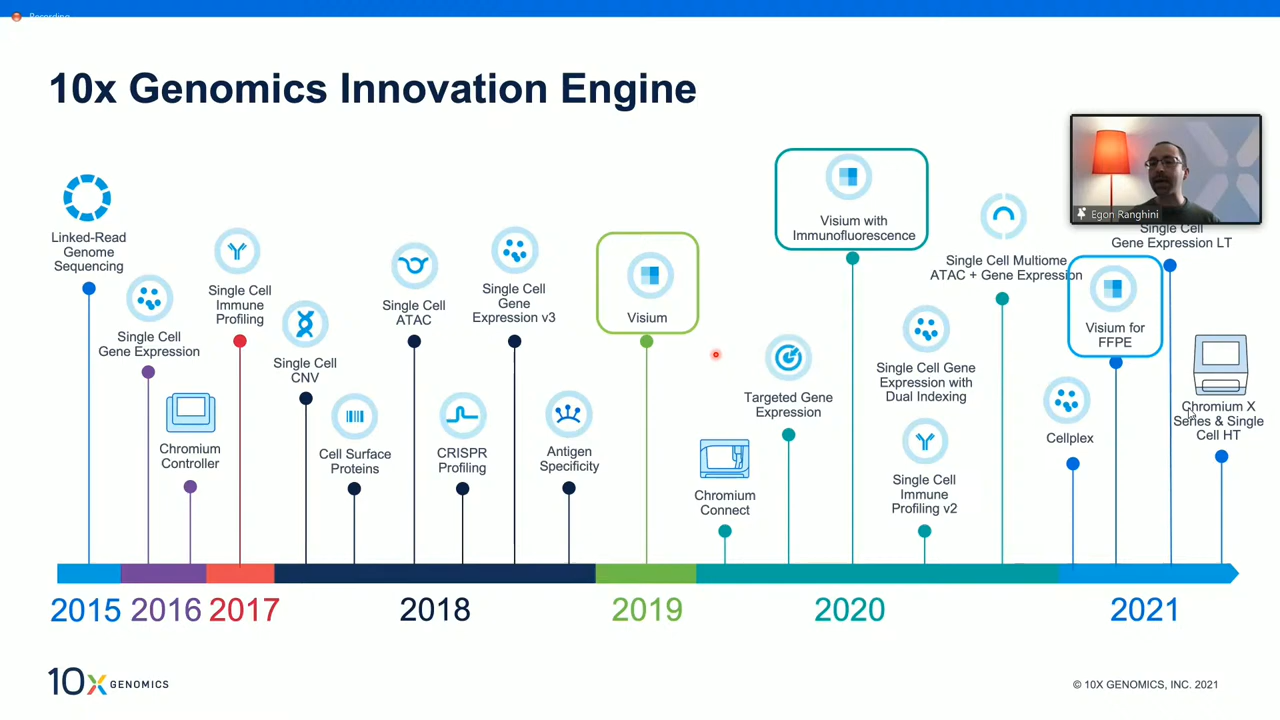 Recording
10x Genomics Innovation Engine
Egon Ranghini
Linked-Read
Genome
Sequencing
Single Cell
Gene Expression
Chromium
Controller
Single Cell
Immune
Profiling
Single Cell
CNV
Cell Surface
Proteins
Single Cell
ATAC
CRISPR
Profiling
Single Cell
Gene
Expression v3
Antigen
Specificity
Visium
Chromium
Connect
Targeted Gene
Expression
Visium with
Immunofluorescence
Single Cell Gene
Expression with
Dual Indexing
Single Cell
Immune
Profiling v2
Single Cell Multiome
ATAC + Gene Expression
Cellplex
Visium for
FFPE
Single Cell
Gene Expression LT
Chromium X
Series & Single
Cell HT
2015 2016 2017 2018 2019 2020 2021
10x GENOMICS
© 10X GENOMICS, INC. 2021